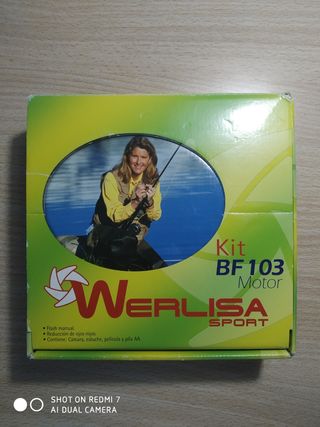 Kit
BF 103
Motor
WERLISA
SPORT
• Flash manual.
• Reducción de ojos rojos.
• Contiene: Cámara, estuche, película y pila AA.
SHOT ON REDMI 7
AI DUAL CAMERA